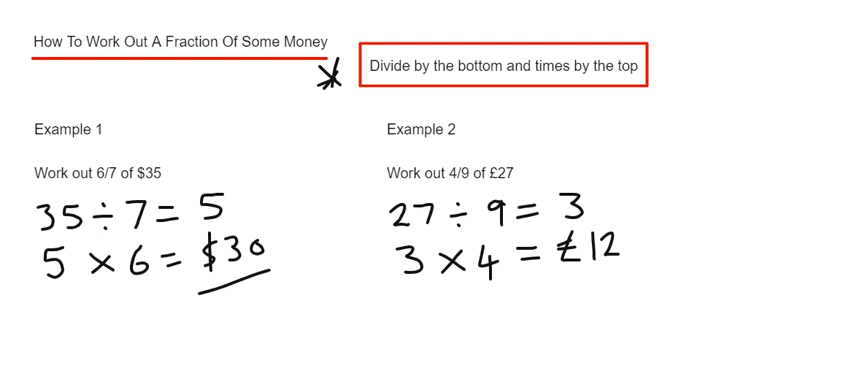 How To Work Out A Fraction Of Some Money
* Divide by the bottom and times by the top
Example 1
Work out 6/7 of $35
35 ÷ 7 = 5
5 × 6 = $30
Example 2
Work out 4/9 of £27
27 ÷ 9 = 3
3 × 4 = £12